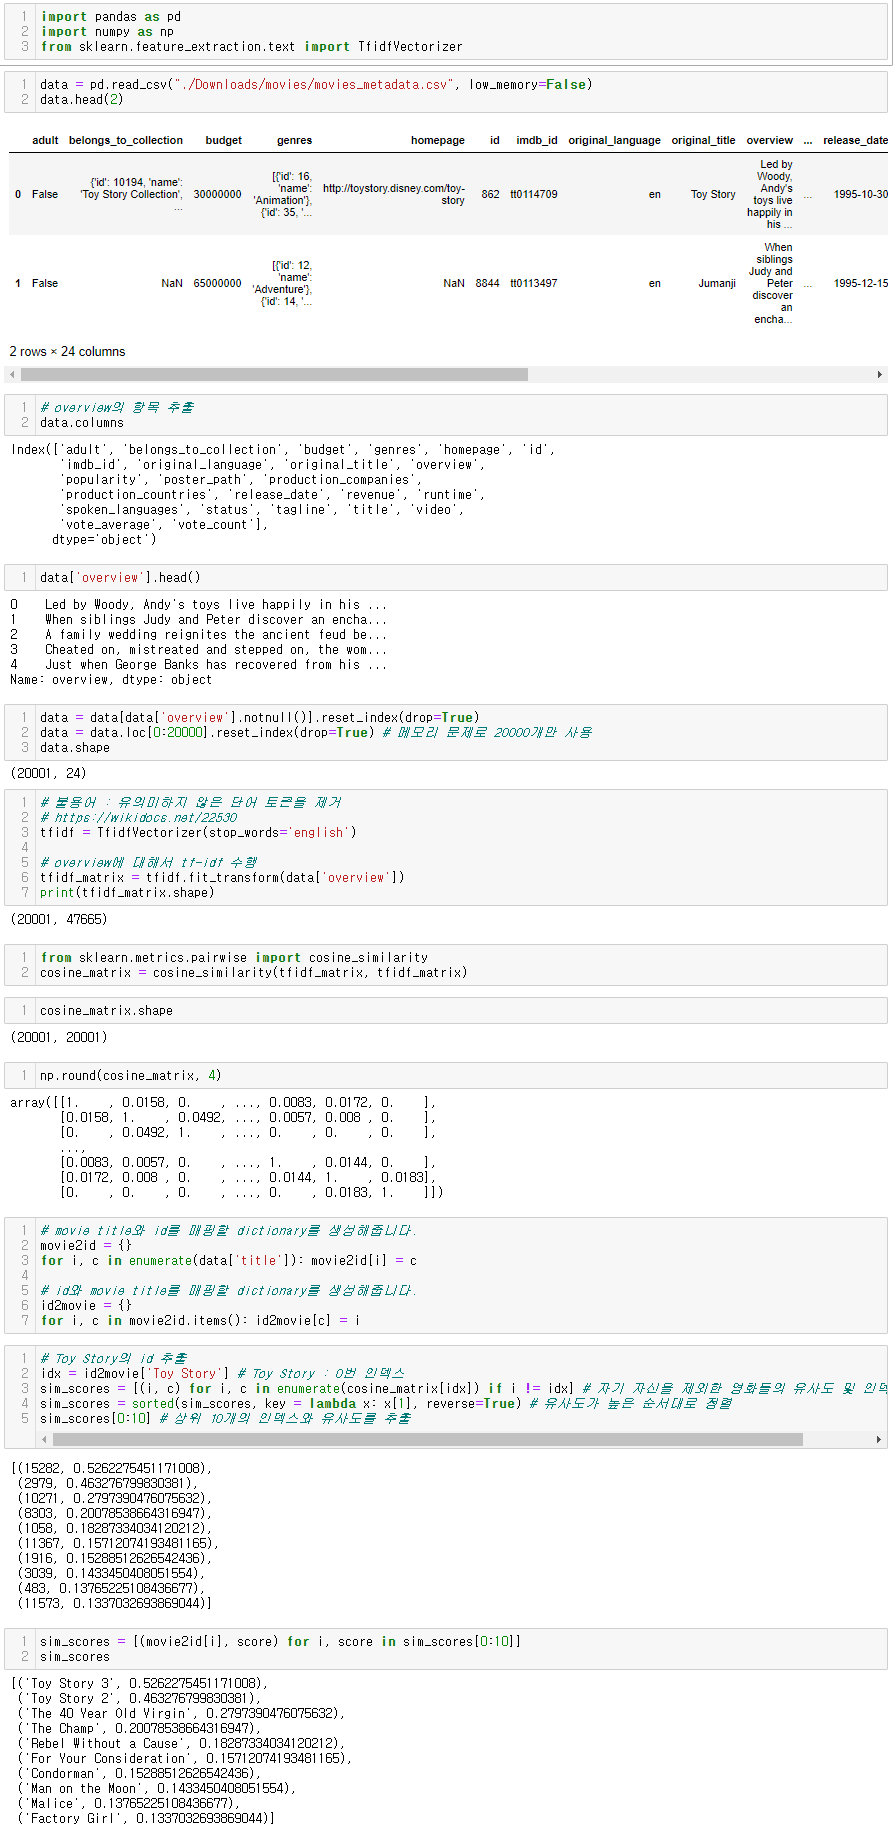 1 import pandas as pd
2 import numpy as np
3 from sklearn.feature_extraction.text import TfidfVectorizer
1 data = pd.read_csv("./Downloads/movies/movies_metadata.csv", low_memory=False)
2 data.head(2)
adult belongs_to_collection budget genres homepage id imdb_id original_language original_title overview ... release_date
0 False {'id': 10194, 'name': 'Toy Story Collection', ... 30000000 [{'id': 16, 'name': 'Animation'}, {'id': 35, '... http://toystory.disney.com/toy-story 862 tt0114709 en Toy Story Led by Woody, Andy's toys live happily in his ... ... 1995-10-30
1 False NaN 65000000 [{'id': 12, 'name': 'Adventure'}, {'id': 14, '... NaN 8844 tt0113497 en Jumanji When siblings Judy and Peter discover an encha... ... 1995-12-15
2 rows × 24 columns
1 # overview의 항목 추출
2 data.columns
Index(['adult', 'belongs_to_collection', 'budget', 'genres', 'homepage', 'id',
'imdb_id', 'original_language', 'original_title', 'overview',
'popularity', 'poster_path', 'production_companies',
'production_countries', 'release_date', 'revenue', 'runtime',
'spoken_languages', 'status', 'tagline', 'title', 'video',
'vote_average', 'vote_count'],
dtype='object')
1 data['overview'].head()
0 Led by Woody, Andy's toys live happily in his ...
1 When siblings Judy and Peter discover an encha...
2 A family wedding reignites the ancient feud be...
3 Cheated on, mistreated and stepped on, the wom...
4 Just when George Banks has recovered from his ...
Name: overview, dtype: object
1 data = data[data['overview'].notnull()].reset_index(drop=True)
2 data = data.loc[0:20000].reset_index(drop=True) # 메모리 문제로 20000개만 사용
3 data.shape
(20001, 24)
1 # 불용어 : 유의미하지 않은 단어 토큰을 제거
2 # https://wikidocs.net/22530
3 tfidf = TfidfVectorizer(stop_words='english')
4
5 # overview에 대해서 tf-idf 수행
6 tfidf_matrix = tfidf.fit_transform(data['overview'])
7 print(tfidf_matrix.shape)
(20001, 47665)
1 from sklearn.metrics.pairwise import cosine_similarity
2 cosine_matrix = cosine_similarity(tfidf_matrix, tfidf_matrix)
1 cosine_matrix.shape
(20001, 20001)
1 np.round(cosine_matrix, 4)
array([[1. , 0.0158, 0. , ..., 0.0083, 0.0172, 0. ],
[0.0158, 1. , 0.0492, ..., 0.0057, 0.008 , 0. ],
[0. , 0.0492, 1. , ..., 0. , 0. , 0. ],
...,
[0.0083, 0.0057, 0. , ..., 1. , 0.0144, 0. ],
[0.0172, 0.008 , 0. , ..., 0.0144, 1. , 0.0183],
[0. , 0. , 0. , ..., 0. , 0.0183, 1. ]])
1 # movie title와 id를 매핑할 dictionary를 생성해줍니다.
2 movie2id = {}
3 for i, c in enumerate(data['title']): movie2id[i] = c
4
5 # id와 movie title를 매핑할 dictionary를 생성해줍니다.
6 id2movie = {}
7 for i, c in movie2id.items(): id2movie[c] = i
1 # Toy Story의 id 추출
2 idx = id2movie['Toy Story'] # Toy Story : 0번 인덱스
3 sim_scores = [(i, c) for i, c in enumerate(cosine_matrix[idx]) if i != idx] # 자기 자신을 제외한 영화들의 유사도 및 인덱
4 sim_scores = sorted(sim_scores, key = lambda x: x[1], reverse=True) # 유사도가 높은 순서대로 정렬
5 sim_scores[0:10] # 상위 10개의 인덱스와 유사도를 추출
[(15282, 0.5262275451171008),
(2979, 0.463276799830381),
(10271, 0.2797390476075632),
(8303, 0.20078538664316947),
(1058, 0.18287334034120212),
(11367, 0.15712074193481165),
(1916, 0.15288512626542436),
(3039, 0.1433450408051554),
(483, 0.13765225108436677),
(11573, 0.1337032693869044)]
1 sim_scores = [(movie2id[i], score) for i, score in sim_scores[0:10]]
2 sim_scores
[('Toy Story 3', 0.5262275451171008),
('Toy Story 2', 0.463276799830381),
('The 40 Year Old Virgin', 0.2797390476075632),
('The Champ', 0.20078538664316947),
('Rebel Without a Cause', 0.18287334034120212),
('For Your Consideration', 0.15712074193481165),
('Condorman', 0.15288512626542436),
('Man on the Moon', 0.1433450408051554),
('Malice', 0.13765225108436677),
('Factory Girl', 0.1337032693869044)]